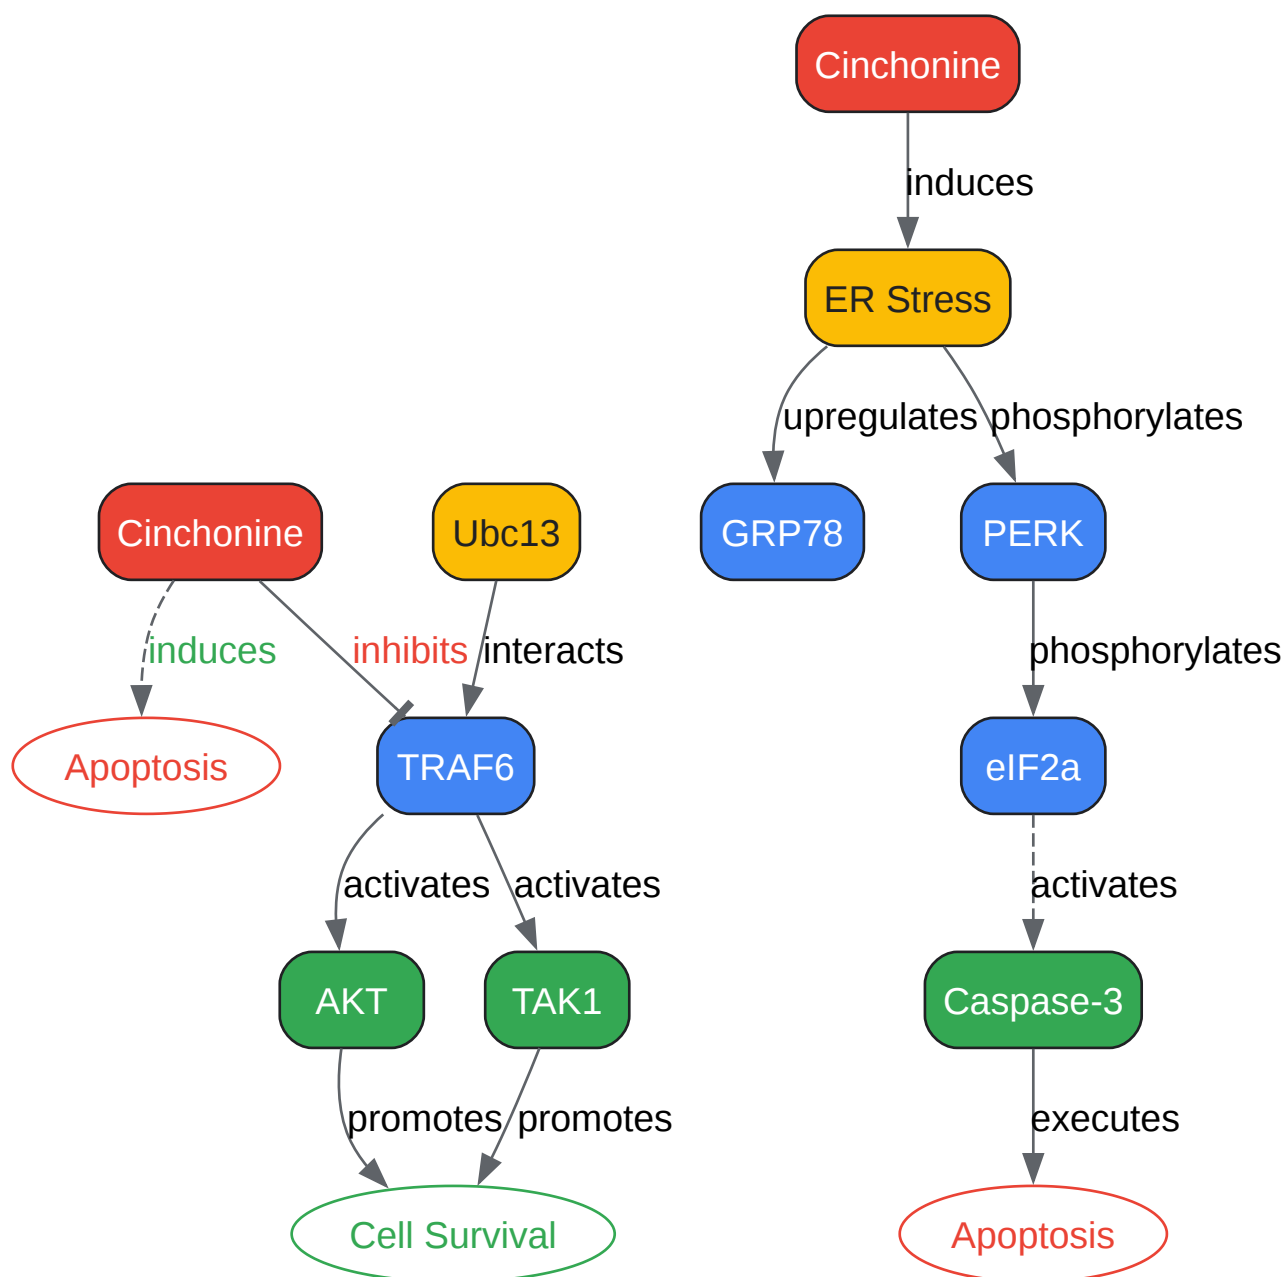 Cinchonine
induces
ER Stress
upregulates
phosphorylates
Cinchonine
Ubc13
GRP78
PERK
induces
inhibits
interacts
phosphorylates
Apoptosis
TRAF6
eIF2a
activates
activates
activates
AKT
TAK1
Caspase-3
promotes
promotes
executes
Cell Survival
Apoptosis